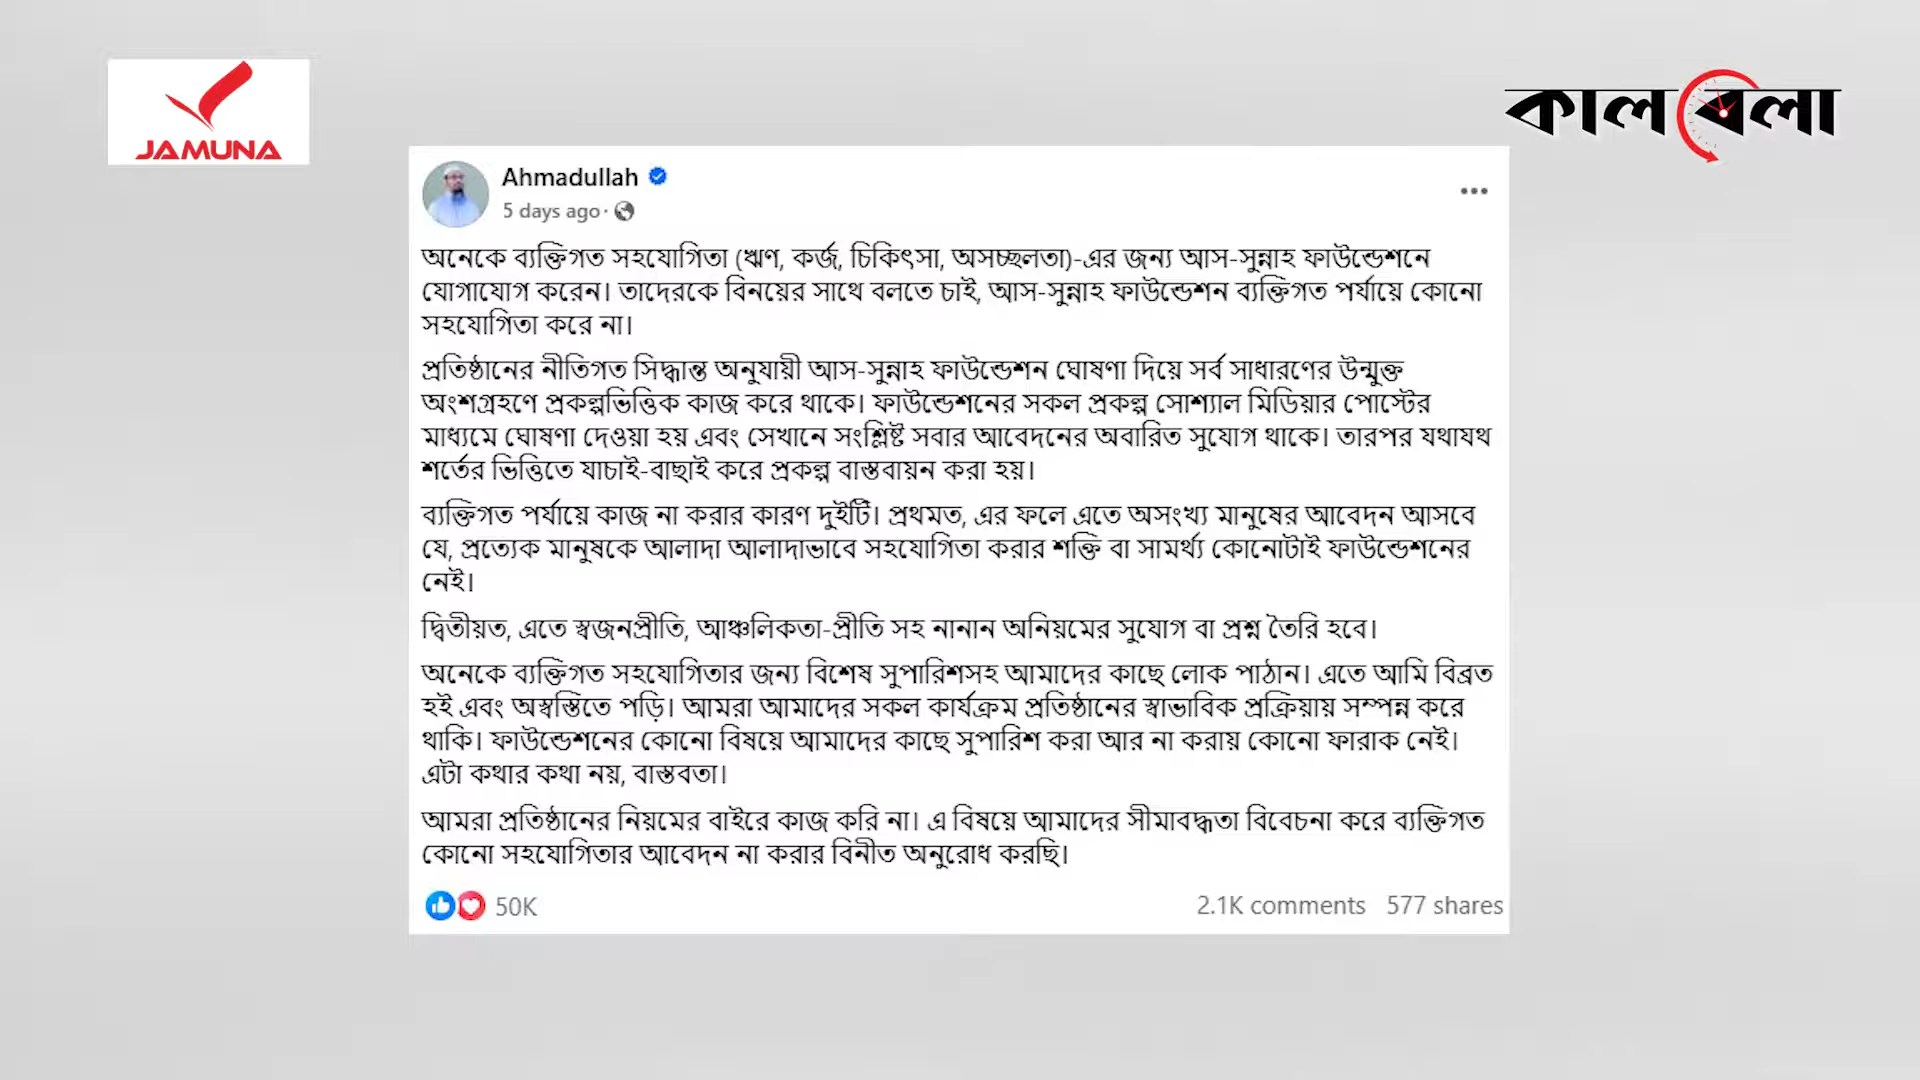 JAMUNA
কালবেলা
Ahmadullah
5 days ago ·
অনেকে ব্যক্তিগত সহযোগিতা (ঋণ, কর্জ, চিকিৎসা, অসচ্ছলতা)-এর জন্য আস-সুন্নাহ ফাউন্ডেশনে
যোগাযোগ করেন। তাদেরকে বিনয়ের সাথে বলতে চাই, আস-সুন্নাহ ফাউন্ডেশন ব্যক্তিগত পর্যায়ে কোনো
সহযোগিতা করে না।
প্রতিষ্ঠানের নীতিগত সিদ্ধান্ত অনুযায়ী আস-সুন্নাহ ফাউন্ডেশন ঘোষণা দিয়ে সর্ব সাধারণের উন্মুক্ত
অংশগ্রহণে প্রকল্পভিত্তিক কাজ করে থাকে। ফাউন্ডেশনের সকল প্রকল্প সোশ্যাল মিডিয়ার পোস্টের
মাধ্যমে ঘোষণা দেওয়া হয় এবং সেখানে সংশ্লিষ্ট সবার আবেদনের অবারিত সুযোগ থাকে। তারপর যথাযথ
শর্তের ভিত্তিতে যাচাই-বাছাই করে প্রকল্প বাস্তবায়ন করা হয়।
ব্যক্তিগত পর্যায়ে কাজ না করার কারণ দুইটি। প্রথমত, এর ফলে এতে অসংখ্য মানুষের আবেদন আসবে
যে, প্রত্যেক মানুষকে আলাদা আলাদাভাবে সহযোগিতা করার শক্তি বা সামর্থ্য কোনোটাই ফাউন্ডেশনের
নেই।
দ্বিতীয়ত, এতে স্বজনপ্রীতি, আঞ্চলিকতা-প্রীতি সহ নানান অনিয়মের সুযোগ বা প্রশ্ন তৈরি হবে।
অনেকে ব্যক্তিগত সহযোগিতার জন্য বিশেষ সুপারিশসহ আমাদের কাছে লোক পাঠান। এতে আমি বিব্রত
হই এবং অস্বস্তিতে পড়ি। আমরা আমাদের সকল কার্যক্রম প্রতিষ্ঠানের স্বাভাবিক প্রক্রিয়ায় সম্পন্ন করে
থাকি। ফাউন্ডেশনের কোনো বিষয়ে আমাদের কাছে সুপারিশ করা আর না করায় কোনো ফারাক নেই।
এটা কথার কথা নয়, বাস্তবতা।
আমরা প্রতিষ্ঠানের নিয়মের বাইরে কাজ করি না। এ বিষয়ে আমাদের সীমাবদ্ধতা বিবেচনা করে ব্যক্তিগত
কোনো সহযোগিতার আবেদন না করার বিনীত অনুরোধ করছি।
50K 2.1K comments 577 shares